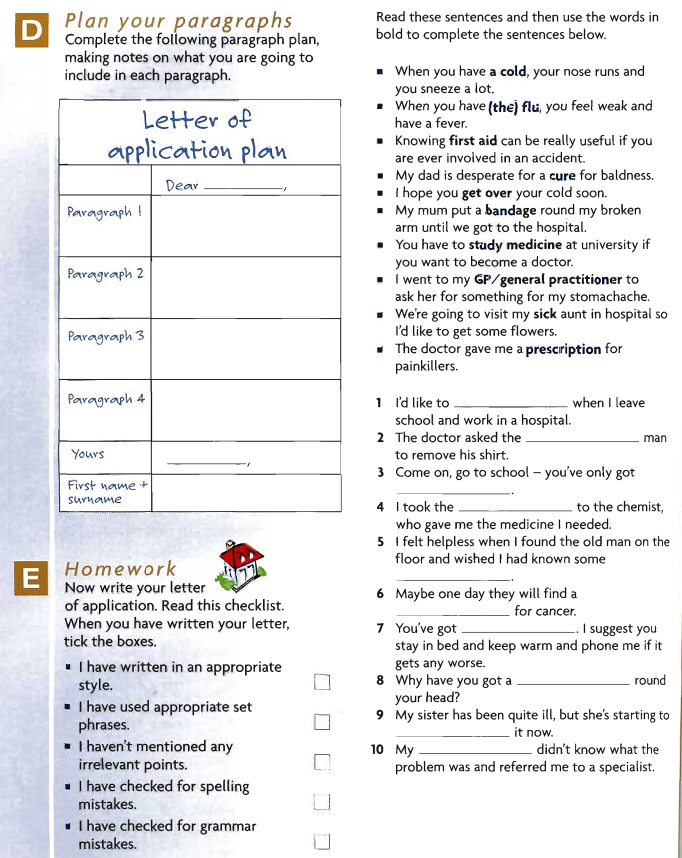 D
Plan your paragraphs
Complete the following paragraph plan,
making notes on what you are going to
include in each paragraph.
Letter of
application plan
Dear ____________,
Paragraph 1
Paragraph 2
Paragraph 3
Paragraph 4
Yours
____________,
First name +
surname
E
Homework
Now write your letter
of application. Read this checklist.
When you have written your letter,
tick the boxes.
▪ I have written in an appropriate
style.
▪ I have used appropriate set
phrases.
▪ I haven't mentioned any
irrelevant points.
▪ I have checked for spelling
mistakes.
▪ I have checked for grammar
mistakes.
Read these sentences and then use the words in
bold to complete the sentences below.
▪ When you have a cold, your nose runs and
you sneeze a lot.
▪ When you have (the) flu, you feel weak and
have a fever.
▪ Knowing first aid can be really useful if you
are ever involved in an accident.
▪ My dad is desperate for a cure for baldness.
▪ I hope you get over your cold soon.
▪ My mum put a bandage round my broken
arm until we got to the hospital.
▪ You have to study medicine at university if
you want to become a doctor.
▪ I went to my GP/general practitioner to
ask her for something for my stomachache.
▪ We're going to visit my sick aunt in hospital so
I'd like to get some flowers.
▪ The doctor gave me a prescription for
painkillers.
1 I'd like to ________________ when I leave
school and work in a hospital.
2 The doctor asked the ________________ man
to remove his shirt.
3 Come on, go to school – you've only got
________________.
4 I took the ________________ to the chemist,
who gave me the medicine I needed.
5 I felt helpless when I found the old man on the
floor and wished I had known some
________________.
6 Maybe one day they will find a
________________ for cancer.
7 You've got ________________. I suggest you
stay in bed and keep warm and phone me if it
gets any worse.
8 Why have you got a ________________ round
your head?
9 My sister has been quite ill, but she's starting to
________________ it now.
10 My ________________ didn't know what the
problem was and referred me to a specialist.